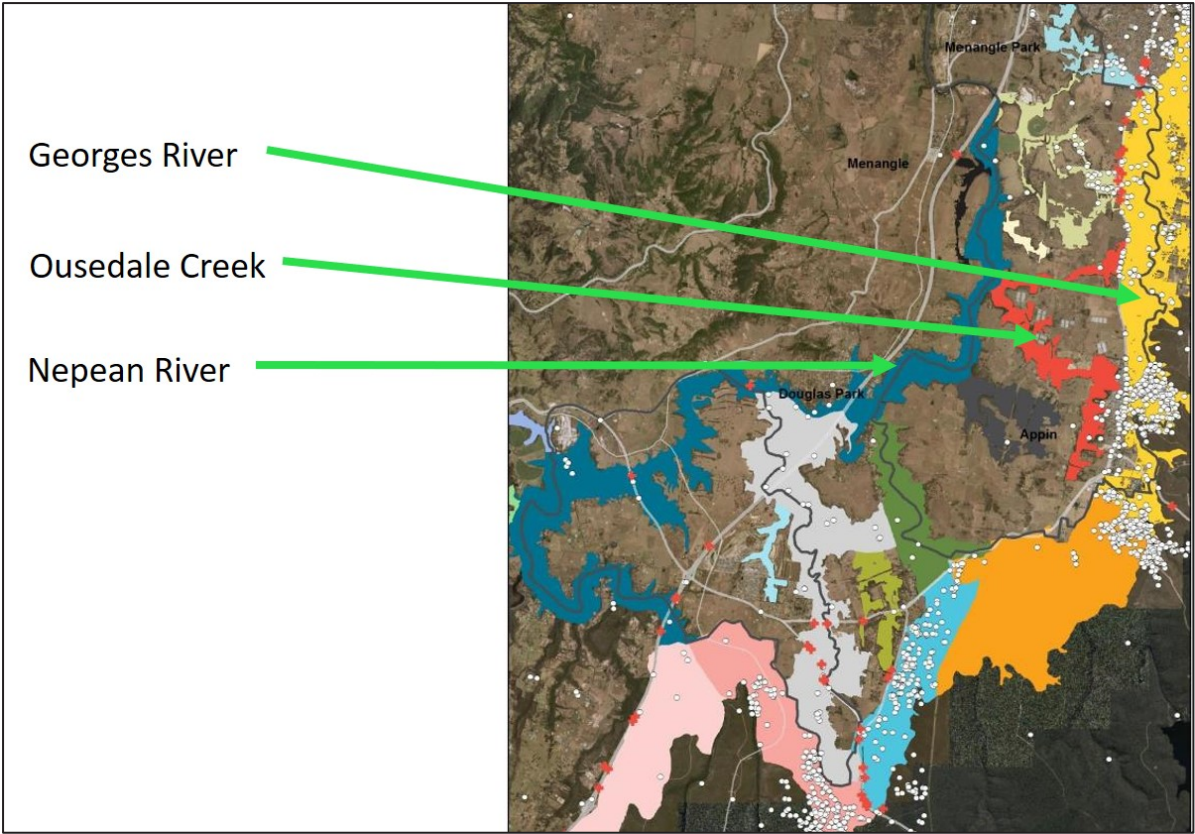 Georges River
Ousedale Creek
Nepean River
Menangle Park
Menangle
Douglas Park
Appin